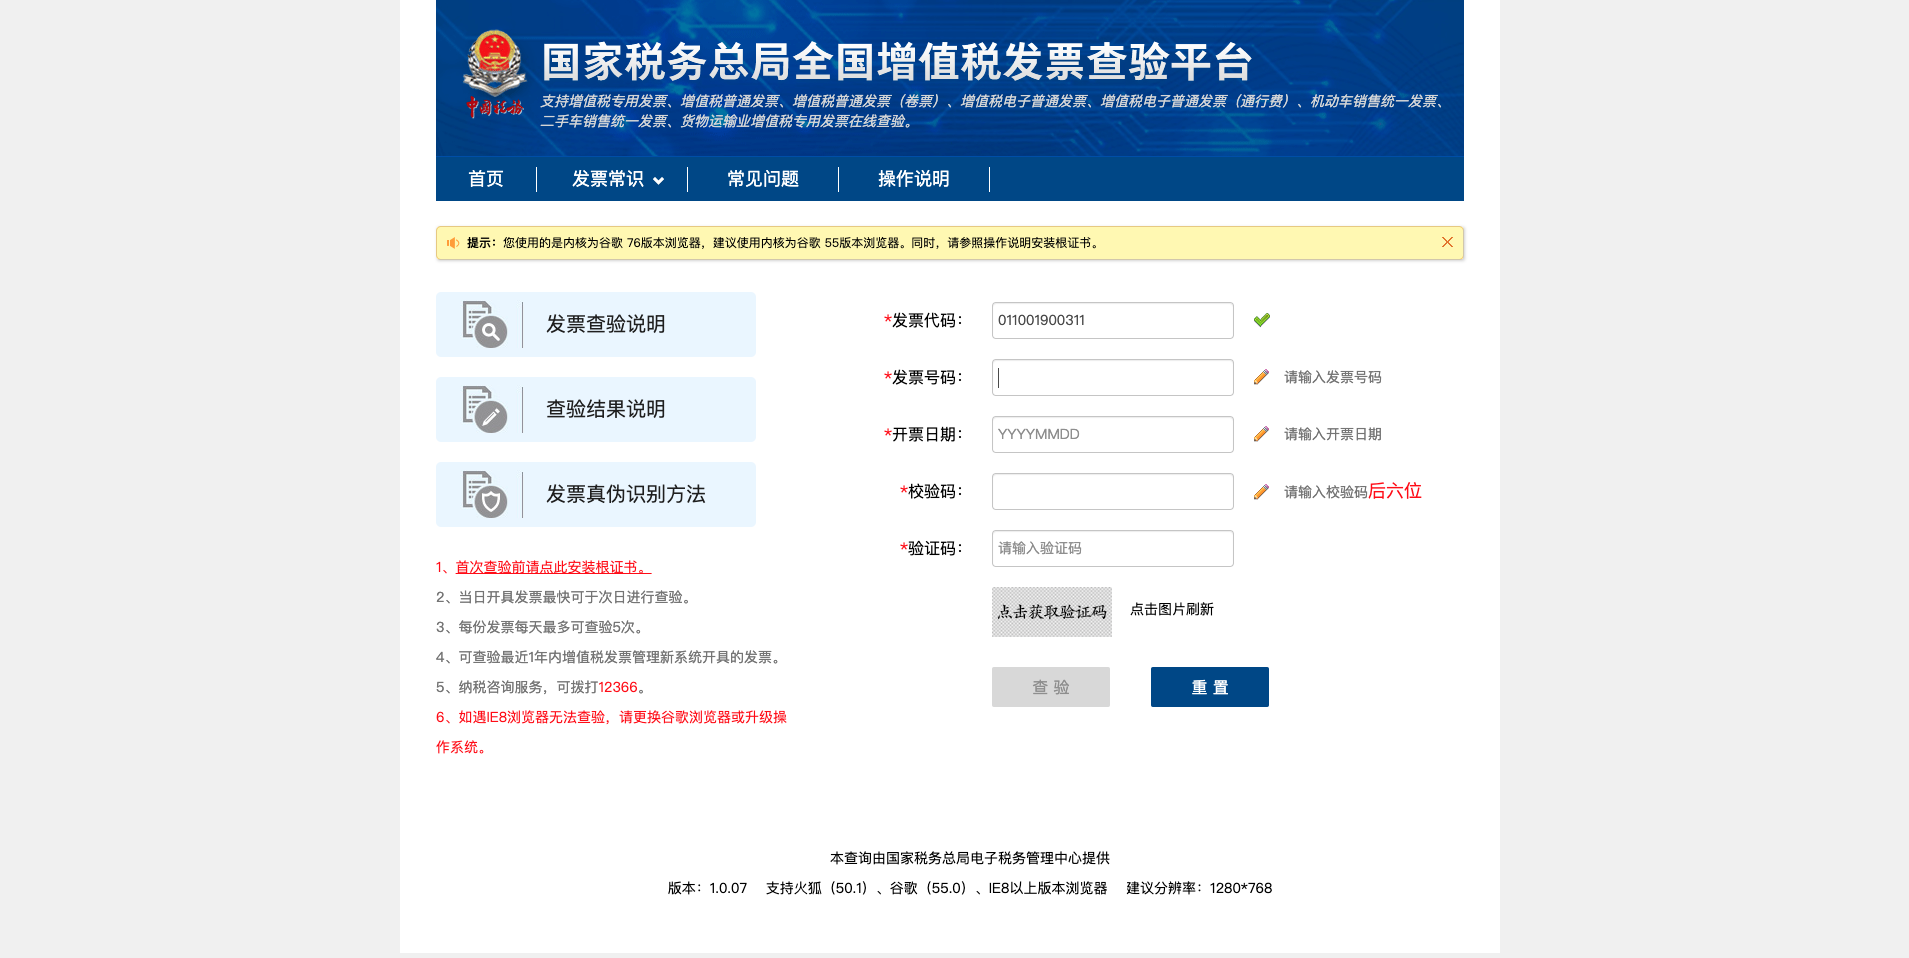 国家税务总局全国增值税发票查验平台
中国税务
支持增值税专用发票、增值税普通发票、增值税普通发票（卷票）、增值税电子普通发票、增值税电子普通发票（通行费）、机动车销售统一发票、
二手车销售统一发票、货物运输业增值税专用发票在线查验。
首页 发票常识 常见问题 操作说明
提示：您使用的是内核为谷歌 76版本浏览器，建议使用内核为谷歌 55版本浏览器。同时，请参照操作说明安装根证书。
发票查验说明
查验结果说明
发票真伪识别方法
1、首次查验前请点此安装根证书。
2、当日开具发票最快可于次日进行查验。
3、每份发票每天最多可查验5次。
4、可查验最近1年内增值税发票管理新系统开具的发票。
5、纳税咨询服务，可拨打12366。
6、如遇IE8浏览器无法查验，请更换谷歌浏览器或升级操
作系统。
*发票代码： 011001900311
*发票号码： 请输入发票号码
*开票日期： YYYYMMDD 请输入开票日期
*校验码： 请输入校验码后六位
*验证码： 请输入验证码
点击获取验证码 点击图片刷新
查 验 重 置
本查询由国家税务总局电子税务管理中心提供
版本：1.0.07 支持火狐（50.1）、谷歌（55.0）、IE8以上版本浏览器 建议分辨率：1280*768